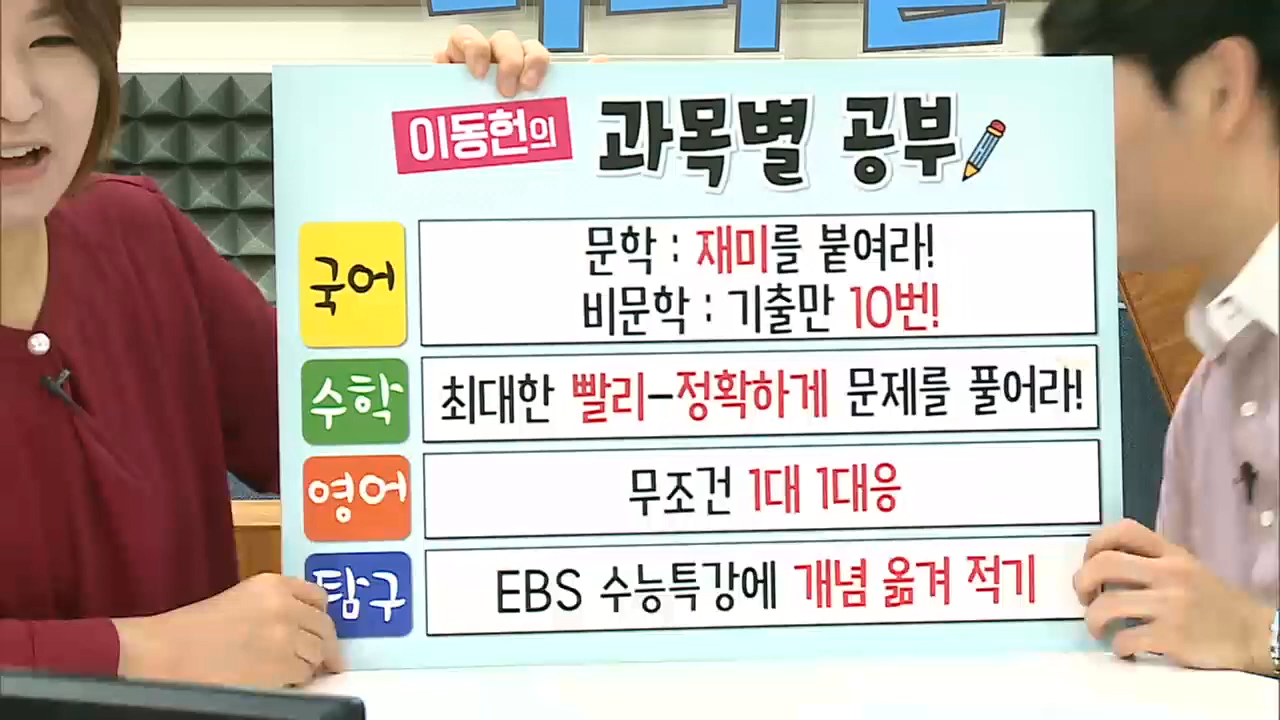 이동헌의 과목별 공부
국어
문학 : 재미를 붙여라!
비문학 : 기출만 10번!
수학
최대한 빨리-정확하게 문제를 풀어라!
영어
무조건 1대 1대응
탐구
EBS 수능특강에 개념 옮겨 적기